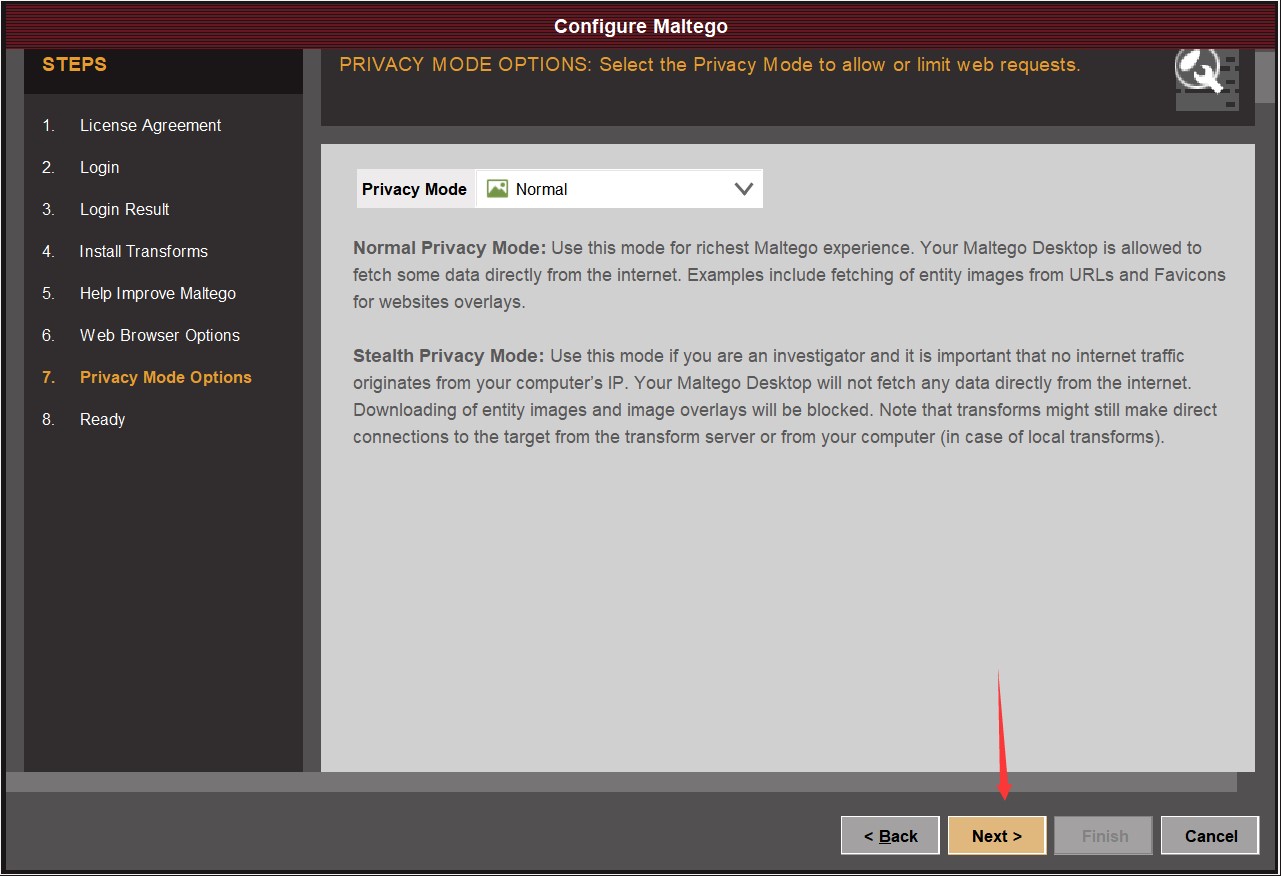 Configure Maltego
STEPS
1. License Agreement
2. Login
3. Login Result
4. Install Transforms
5. Help Improve Maltego
6. Web Browser Options
7. Privacy Mode Options
8. Ready
PRIVACY MODE OPTIONS: Select the Privacy Mode to allow or limit web requests.
Privacy Mode Normal
Normal Privacy Mode: Use this mode for richest Maltego experience. Your Maltego Desktop is allowed to
fetch some data directly from the internet. Examples include fetching of entity images from URLs and Favicons
for websites overlays.
Stealth Privacy Mode: Use this mode if you are an investigator and it is important that no internet traffic
originates from your computer's IP. Your Maltego Desktop will not fetch any data directly from the internet.
Downloading of entity images and image overlays will be blocked. Note that transforms might still make direct
connections to the target from the transform server or from your computer (in case of local transforms).
< Back Next > Finish Cancel